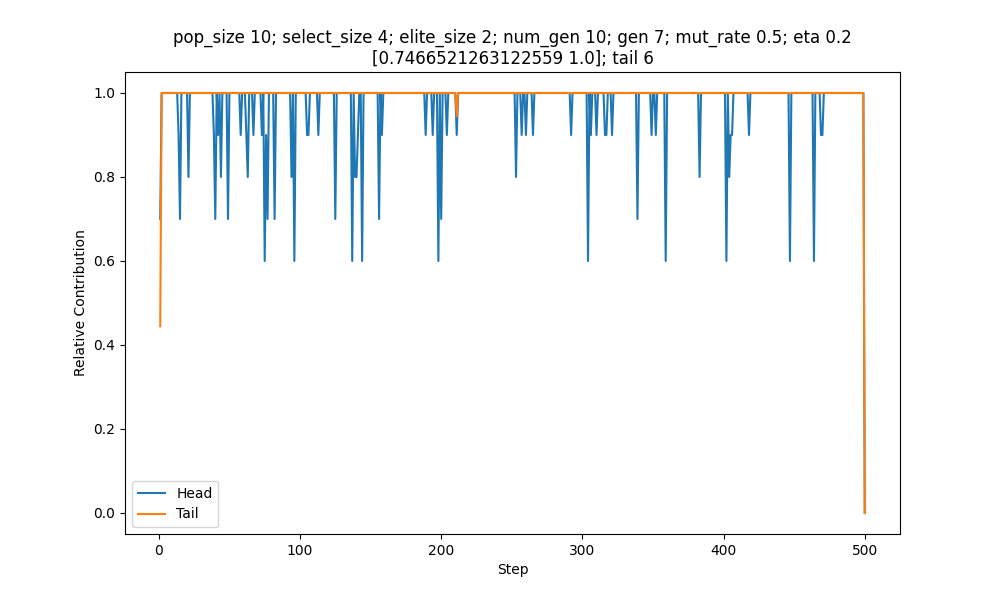 pop_size 10; select_size 4; elite_size 2; num_gen 10; gen 7; mut_rate 0.5; eta 0.2
[0.7466521263122559 1.0]; tail 6
Relative Contribution
1.0
0.8
0.6
0.4
0.2
0.0
Head
Tail
0
100
200
300
400
500
Step